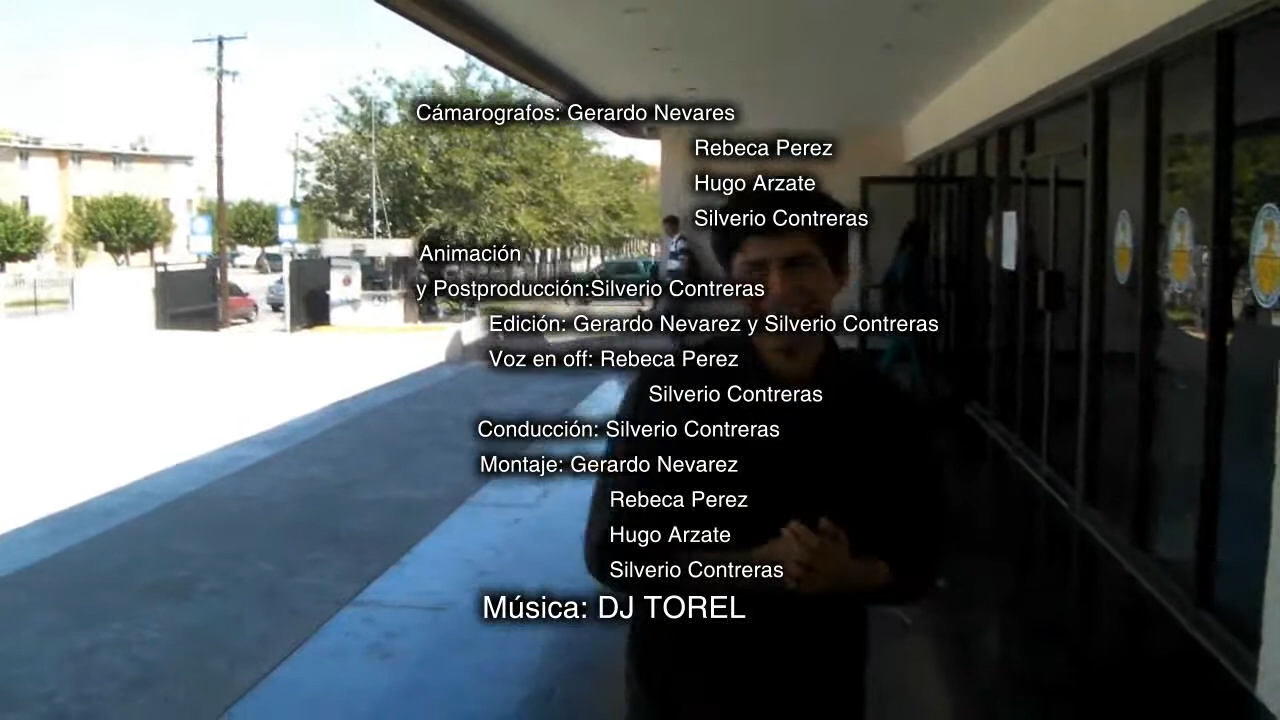 Cámarografos: Gerardo Nevares
Rebeca Perez
Hugo Arzate
Silverio Contreras
Animación
y Postproducción:Silverio Contreras
Edición: Gerardo Nevarez y Silverio Contreras
Voz en off: Rebeca Perez
Silverio Contreras
Conducción: Silverio Contreras
Montaje: Gerardo Nevarez
Rebeca Perez
Hugo Arzate
Silverio Contreras
Música: DJ TOREL